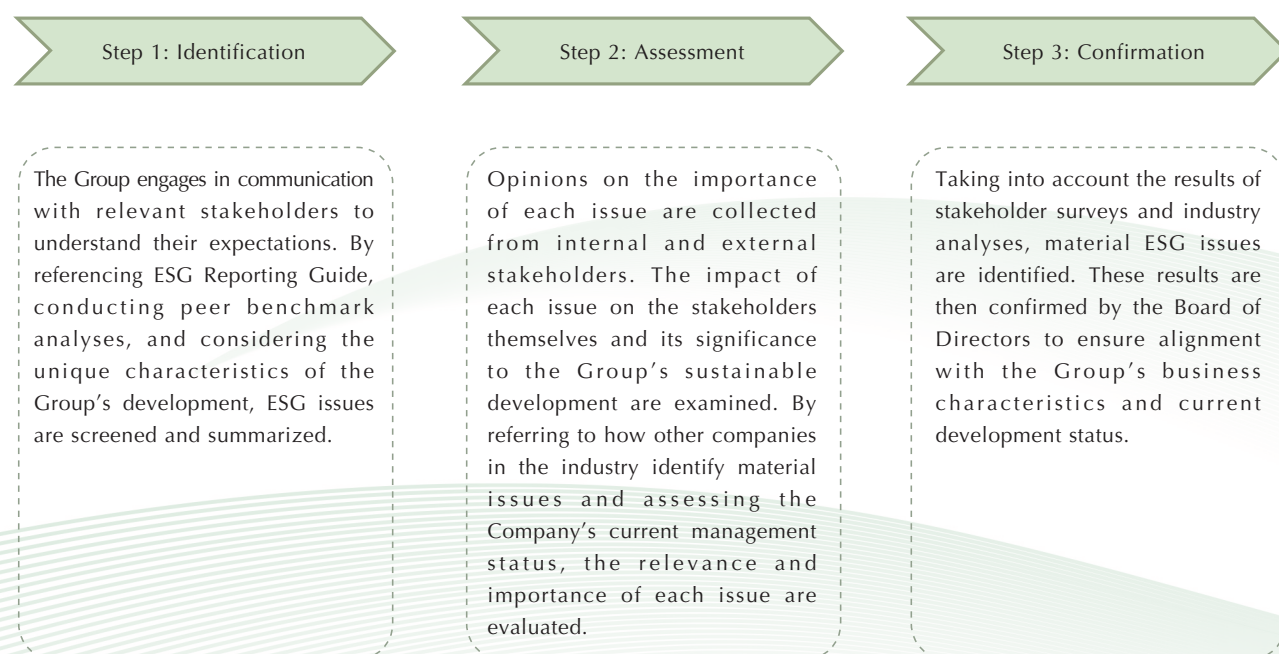 Step 1: Identification
The Group engages in communication
with relevant stakeholders to
understand their expectations. By
referencing ESG Reporting Guide,
conducting peer benchmark
analyses, and considering the
unique characteristics of the
Group’s development, ESG issues
are screened and summarized.
Step 2: Assessment
Opinions on the importance
of each issue are collected
from internal and external
stakeholders. The impact of
each issue on the stakeholders
themselves and its significance
to the Group’s sustainable
development are examined. By
referring to how other companies
in the industry identify material
issues and assessing the
Company’s current management
status, the relevance and
importance of each issue are
evaluated.
Step 3: Confirmation
Taking into account the results of
stakeholder surveys and industry
analyses, material ESG issues
are identified. These results are
then confirmed by the Board of
Directors to ensure alignment
with the Group’s business
characteristics and current
development status.